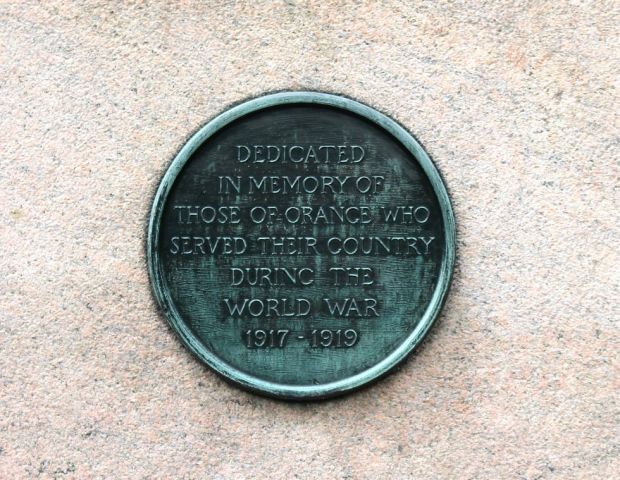 DEDICATED
IN MEMORY OF
THOSE OF ORANGE WHO
SERVED THEIR COUNTRY
DURING THE
WORLD WAR
1917 - 1919